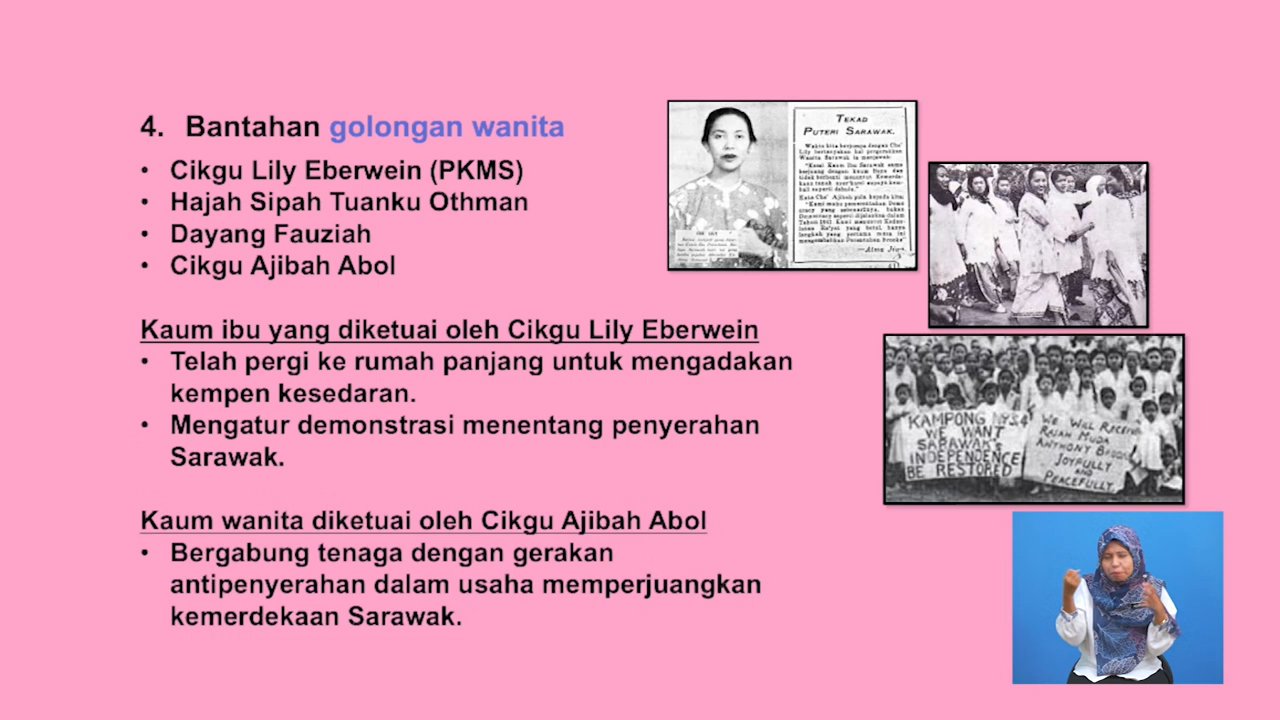 4. Bantahan golongan wanita
• Cikgu Lily Eberwein (PKMS)
• Hajah Sipah Tuanku Othman
• Dayang Fauziah
• Cikgu Ajibah Abol
Kaum ibu yang diketuai oleh Cikgu Lily Eberwein
• Telah pergi ke rumah panjang untuk mengadakan
kempen kesedaran.
• Mengatur demonstrasi menentang penyerahan
Sarawak.
Kaum wanita diketuai oleh Cikgu Ajibah Abol
• Bergabung tenaga dengan gerakan
antipenyerahan dalam usaha memperjuangkan
kemerdekaan Sarawak.
TEKAD
PUTERI SARAWAK.
KAMPONG
WE WANT
SARAWAK'S
INDEPENDENCE
BE RESTORED
WE WILL RECEIVE
RAJAH MUDA
ANTHONY
JOYFULLY
AND
PEACEFULLY